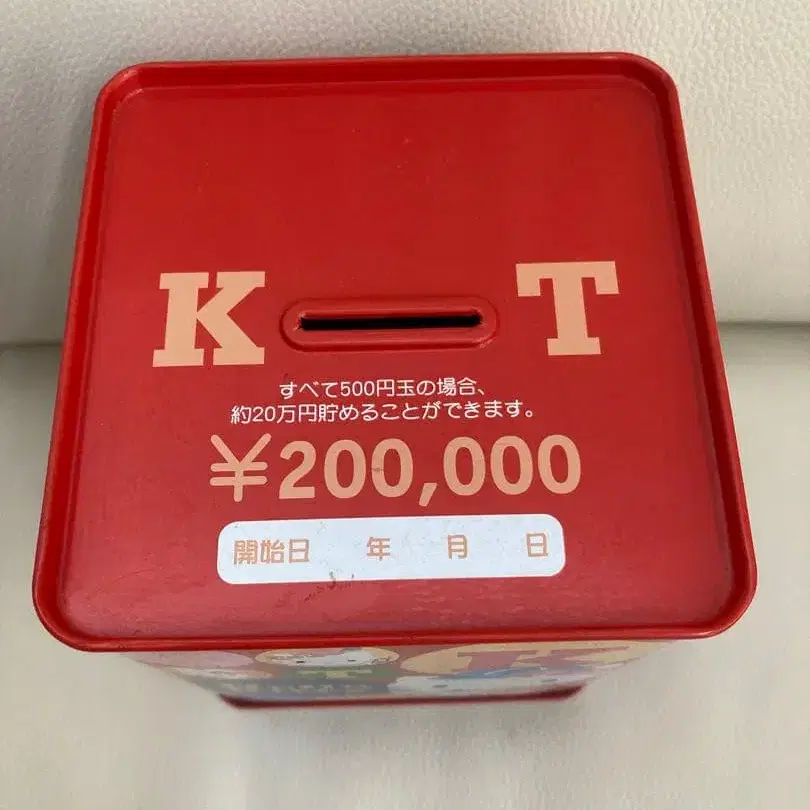 K T
すべて500円玉の場合、
約20万円貯めることができます。
¥200,000
開始日 年 月 日